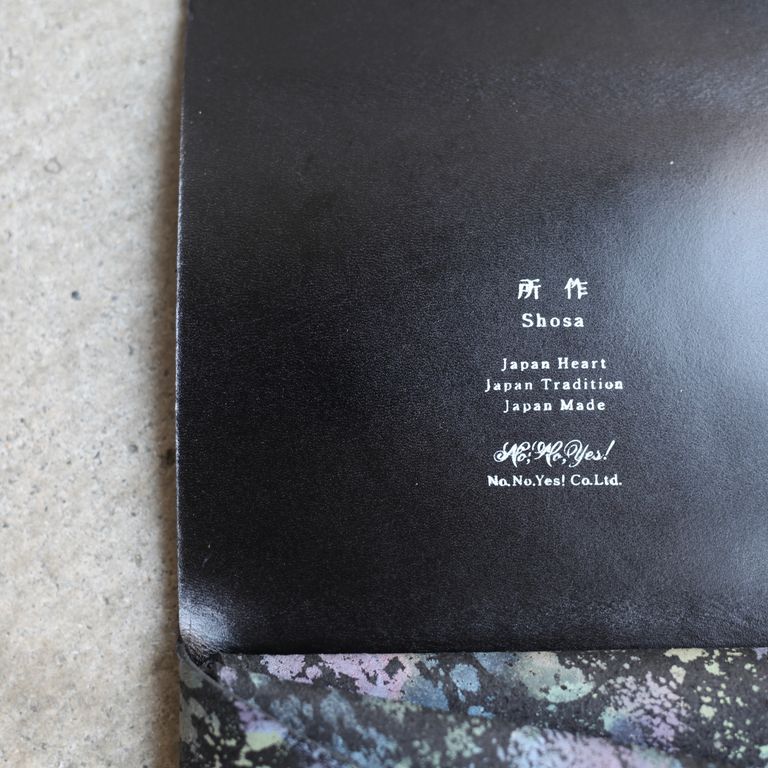 所作
Shosa
Japan Heart
Japan Tradition
Japan Made
No, No, Yes!
No.No.Yes! Co.Ltd.